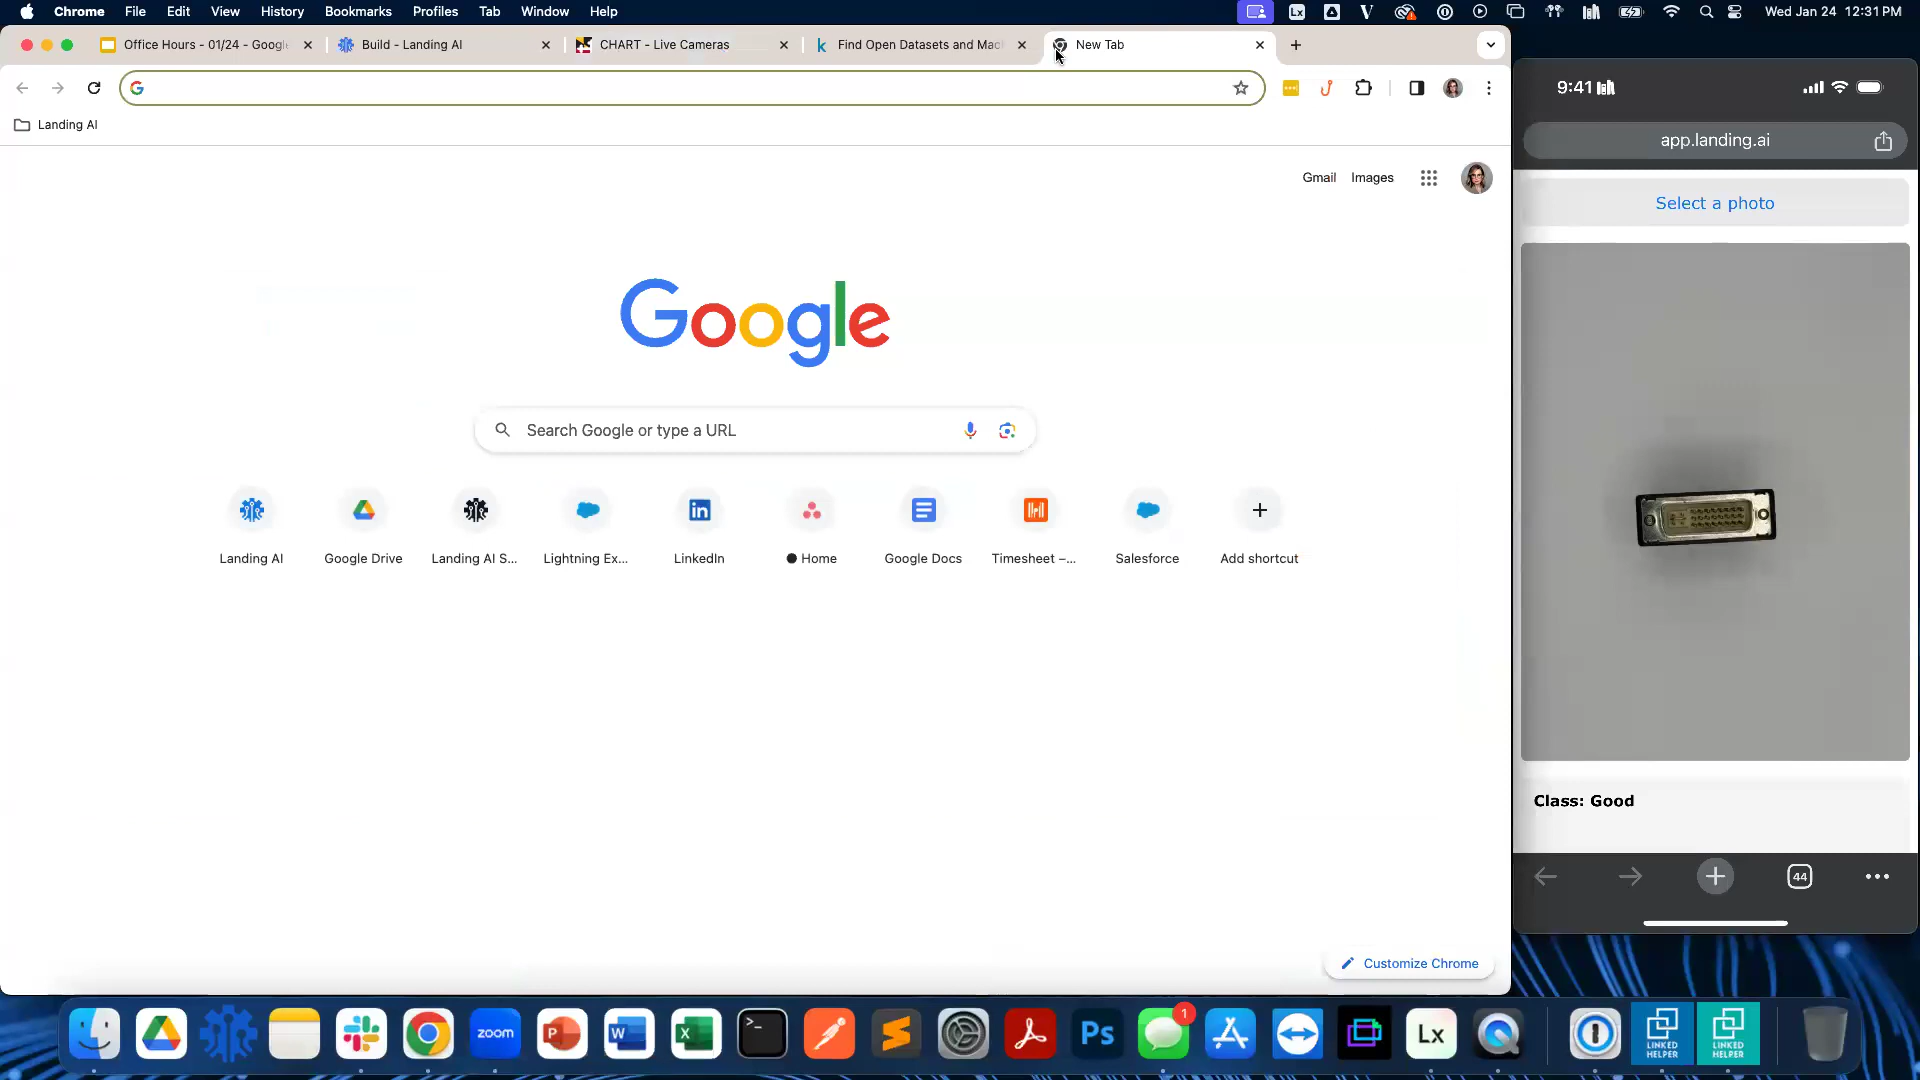 Chrome File Edit View History Bookmarks Profiles Tab Window Help
Lx V Wed Jan 24 12:31 PM
Office Hours - 01/24 - Google
Build - Landing AI
CHART - Live Cameras
Find Open Datasets and Mac
New Tab
Landing AI
Gmail Images
Google
Search Google or type a URL
Landing AI
Google Drive
Landing AI S...
Lightning Ex...
LinkedIn
Home
Google Docs
Timesheet –...
Salesforce
Add shortcut
Customize Chrome
9:41
app.landing.ai
Select a photo
Class: Good
44
zoom
Ps
1
Lx
LINKED
HELPER
LINKED
HELPER